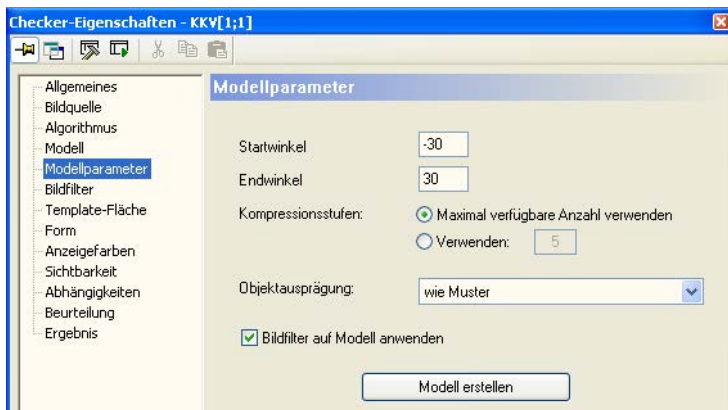 Checker-Eigenschaften - KKV[1;1]
Allgemeines
Bildquelle
Algorithmus
Modell
Modellparameter
Bildfilter
Template-Fläche
Form
Anzeigefarben
Sichtbarkeit
Abhängigkeiten
Beurteilung
Ergebnis
Modellparameter
Startwinkel -30
Endwinkel 30
Kompressionsstufen: Maximal verfügbare Anzahl verwenden
Verwenden: 5
Objektausprägung: wie Muster
Bildfilter auf Modell anwenden
Modell erstellen